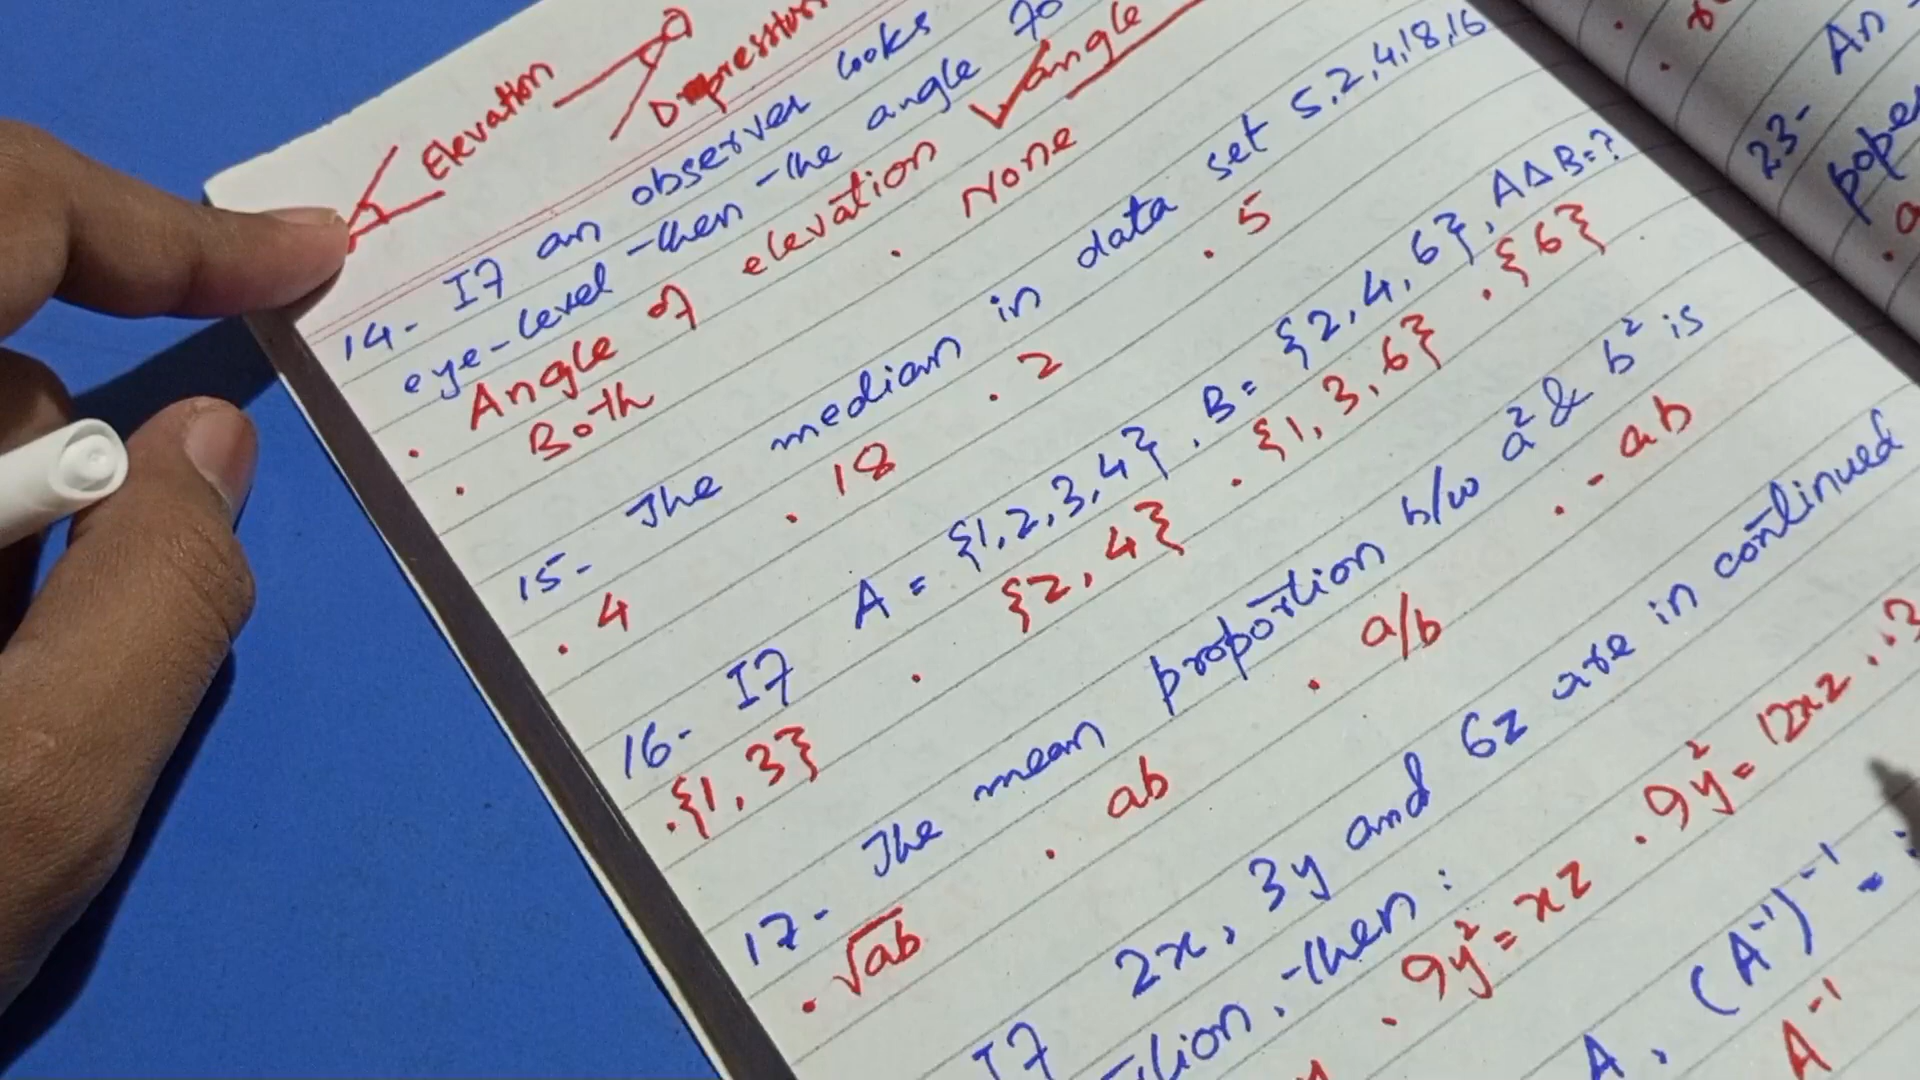 Elevation
Depression
14- If an observer looks
eye-level -then -the angle fo
. Angle of elevation ✓ angle
. Both . None
15- The median in data set 5,2,4,18,16
. 4 . 18 . 2 . 5
16- If A = {1,2,3,4}, B = {2,4,6}, A∆B=?
. {1,3} . {2,4} . {1,3,6} . {6}
17- The mean proportion b/w a² & b² is
. √ab . ab . a/b . -ab
If 2x, 3y and 6z are in continued
then:
. 9y² = xz . 9y² = 12xz
A, (A⁻¹)⁻¹ =
A⁻¹
23- An